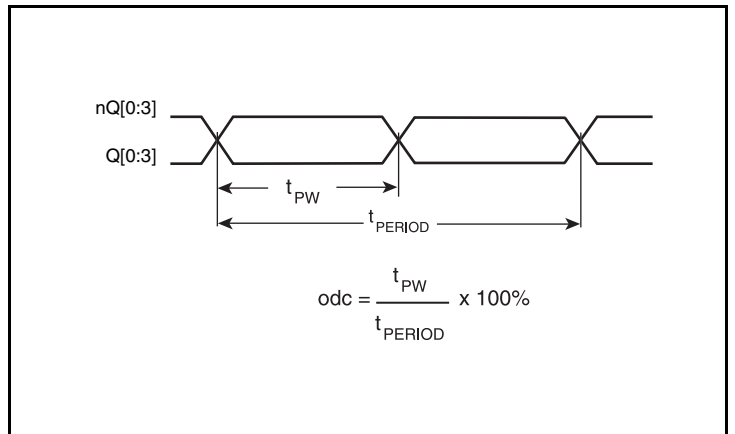 nQ[0:3]
Q[0:3]
tPW
tPERIOD
odc = tPW / tPERIOD x 100%